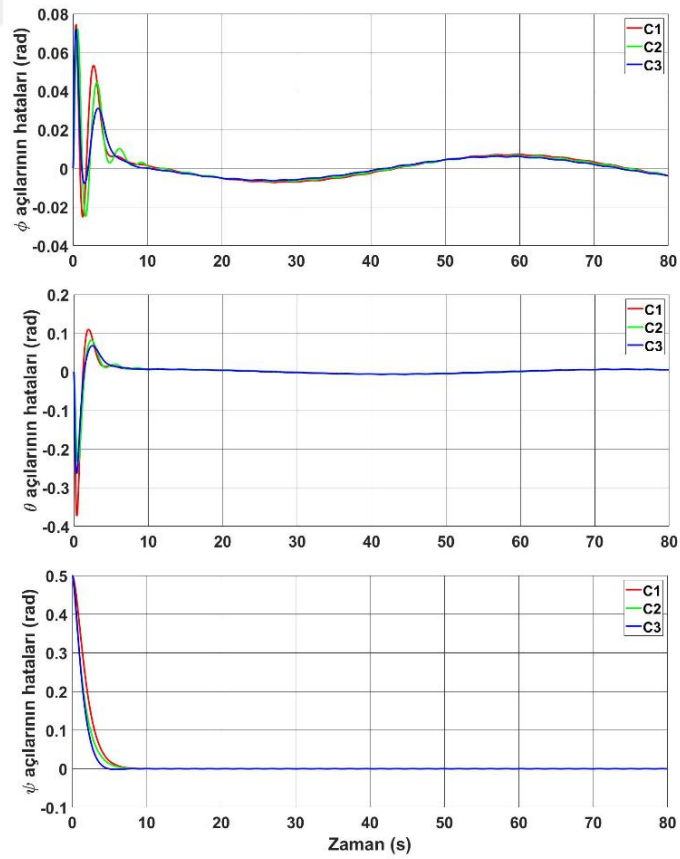 ϕ açılarının hataları (rad)
0.08
0.06
0.04
0.02
0
-0.02
-0.04
0 10 20 30 40 50 60 70 80
C1
C2
C3
θ açılarının hataları (rad)
0.2
0.1
0
-0.1
-0.2
-0.3
-0.4
0 10 20 30 40 50 60 70 80
C1
C2
C3
ψ açılarının hataları (rad)
0.5
0.4
0.3
0.2
0.1
0
-0.1
0 10 20 30 40 50 60 70 80
C1
C2
C3
Zaman (s)